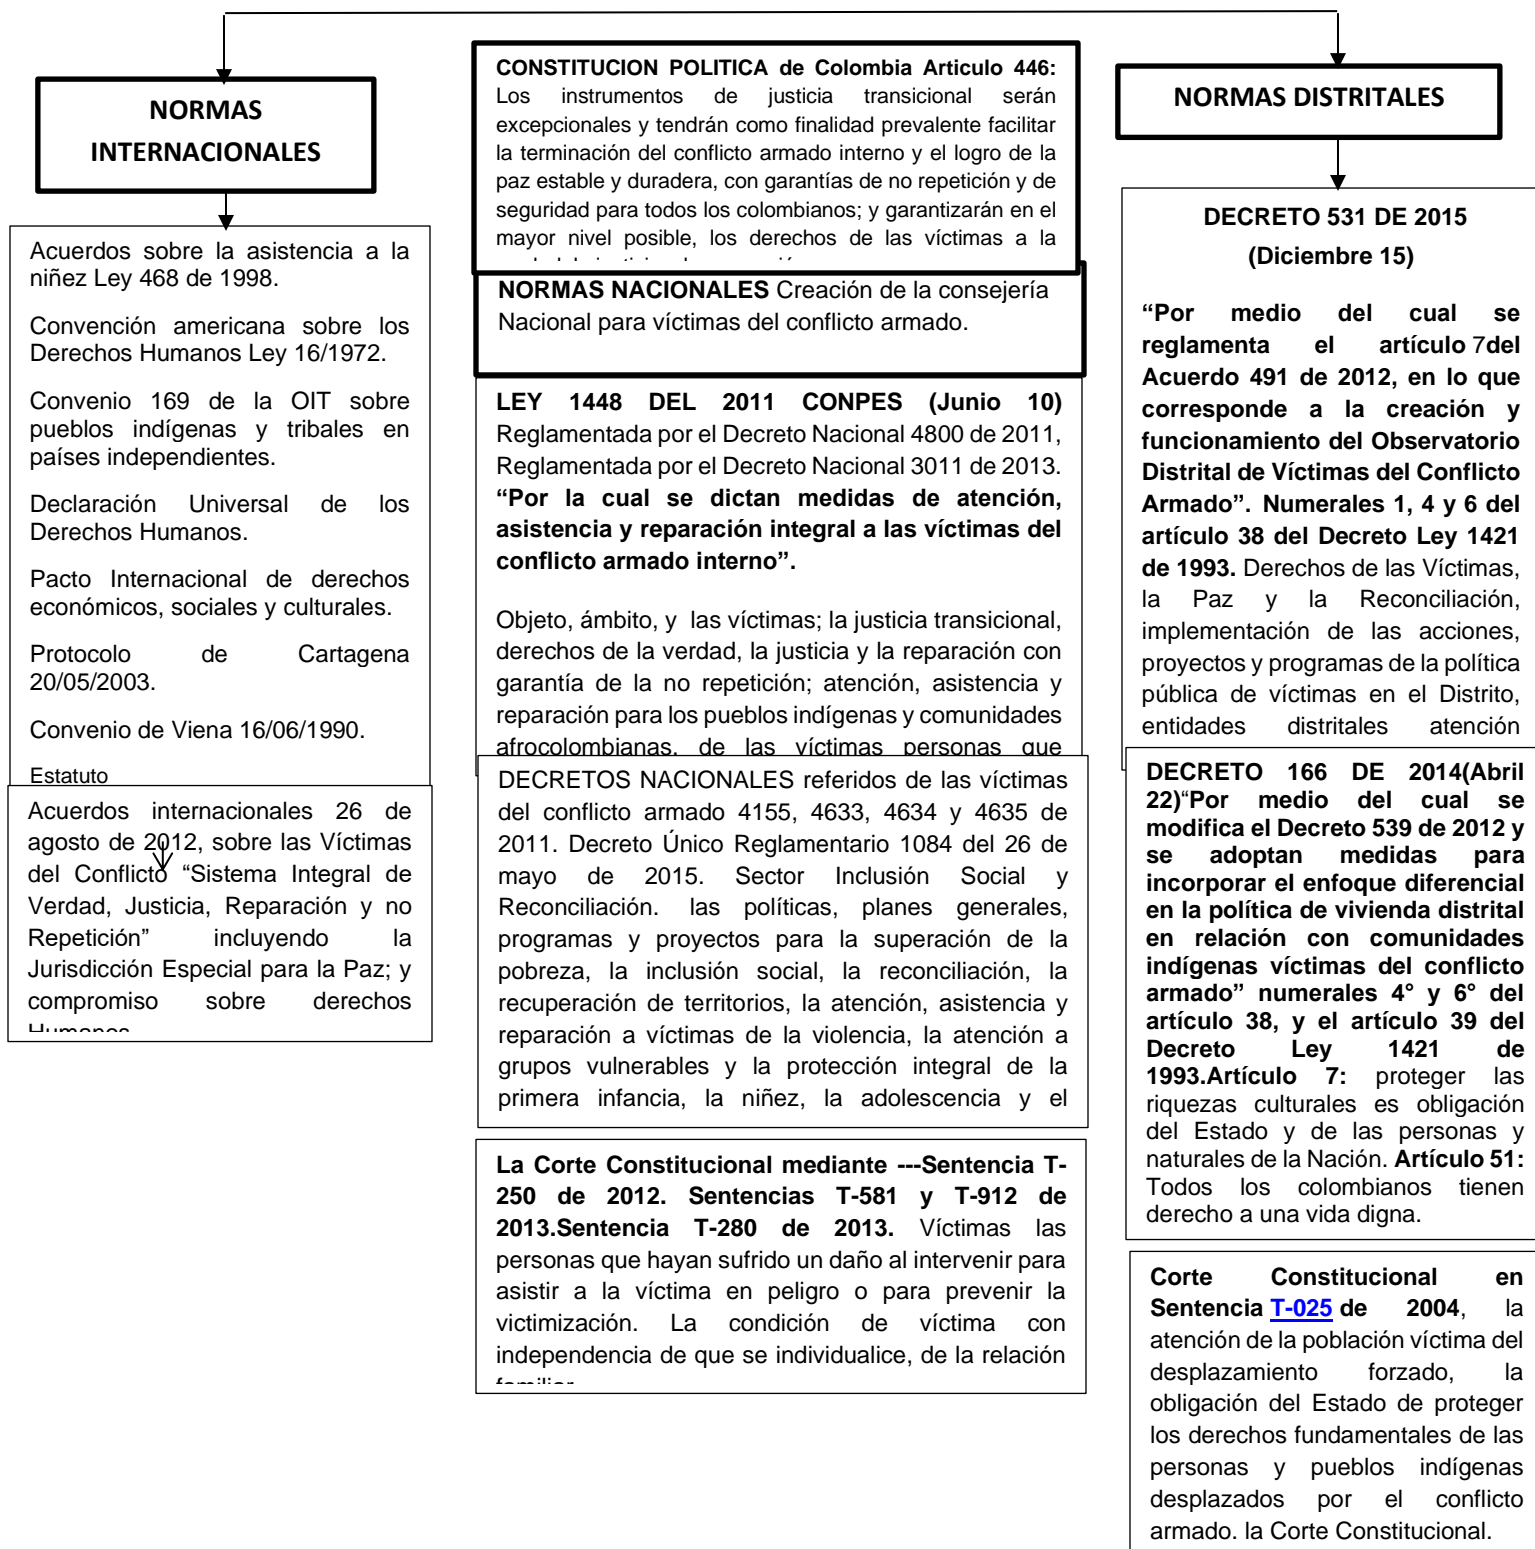 NORMAS
INTERNACIONALES
Acuerdos sobre la asistencia a la
niñez Ley 468 de 1998.
Convención americana sobre los
Derechos Humanos Ley 16/1972.
Convenio 169 de la OIT sobre
pueblos indígenas y tribales en
países independientes.
Declaración Universal de los
Derechos Humanos.
Pacto Internacional de derechos
económicos, sociales y culturales.
Protocolo de Cartagena
20/05/2003.
Convenio de Viena 16/06/1990.
Estatuto
Acuerdos internacionales 26 de
agosto de 2012, sobre las Víctimas
del Conflicto “Sistema Integral de
Verdad, Justicia, Reparación y no
Repetición” incluyendo la
Jurisdicción Especial para la Paz; y
compromiso sobre derechos
CONSTITUCION POLITICA de Colombia Articulo 446:
Los instrumentos de justicia transicional serán
excepcionales y tendrán como finalidad prevalente facilitar
la terminación del conflicto armado interno y el logro de la
paz estable y duradera, con garantías de no repetición y de
seguridad para todos los colombianos; y garantizarán en el
mayor nivel posible, los derechos de las víctimas a la
NORMAS NACIONALES Creación de la consejería
Nacional para víctimas del conflicto armado.
LEY 1448 DEL 2011 CONPES (Junio 10)
Reglamentada por el Decreto Nacional 4800 de 2011,
Reglamentada por el Decreto Nacional 3011 de 2013.
“Por la cual se dictan medidas de atención,
asistencia y reparación integral a las víctimas del
conflicto armado interno”.
Objeto, ámbito, y las víctimas; la justicia transicional,
derechos de la verdad, la justicia y la reparación con
garantía de la no repetición; atención, asistencia y
reparación para los pueblos indígenas y comunidades
afrocolombianas, de las víctimas personas que
DECRETOS NACIONALES referidos de las víctimas
del conflicto armado 4155, 4633, 4634 y 4635 de
2011. Decreto Único Reglamentario 1084 del 26 de
mayo de 2015. Sector Inclusión Social y
Reconciliación. las políticas, planes generales,
programas y proyectos para la superación de la
pobreza, la inclusión social, la reconciliación, la
recuperación de territorios, la atención, asistencia y
reparación a víctimas de la violencia, la atención a
grupos vulnerables y la protección integral de la
primera infancia, la niñez, la adolescencia y el
La Corte Constitucional mediante ---Sentencia T-
250 de 2012. Sentencias T-581 y T-912 de
2013.Sentencia T-280 de 2013. Víctimas las
personas que hayan sufrido un daño al intervenir para
asistir a la víctima en peligro o para prevenir la
victimización. La condición de víctima con
independencia de que se individualice, de la relación
NORMAS DISTRITALES
DECRETO 531 DE 2015
(Diciembre 15)
“Por medio del cual se
reglamenta el artículo 7del
Acuerdo 491 de 2012, en lo que
corresponde a la creación y
funcionamiento del Observatorio
Distrital de Víctimas del Conflicto
Armado”. Numerales 1, 4 y 6 del
artículo 38 del Decreto Ley 1421
de 1993. Derechos de las Víctimas,
la Paz y la Reconciliación,
implementación de las acciones,
proyectos y programas de la política
pública de víctimas en el Distrito,
entidades distritales atención
DECRETO 166 DE 2014(Abril
22)“Por medio del cual se
modifica el Decreto 539 de 2012 y
se adoptan medidas para
incorporar el enfoque diferencial
en la política de vivienda distrital
en relación con comunidades
indígenas víctimas del conflicto
armado” numerales 4° y 6° del
artículo 38, y el artículo 39 del
Decreto Ley 1421 de
1993.Artículo 7: proteger las
riquezas culturales es obligación
del Estado y de las personas y
naturales de la Nación. Artículo 51:
Todos los colombianos tienen
derecho a una vida digna.
Corte Constitucional en
Sentencia T-025 de 2004, la
atención de la población víctima del
desplazamiento forzado, la
obligación del Estado de proteger
los derechos fundamentales de las
personas y pueblos indígenas
desplazados por el conflicto
armado. la Corte Constitucional.